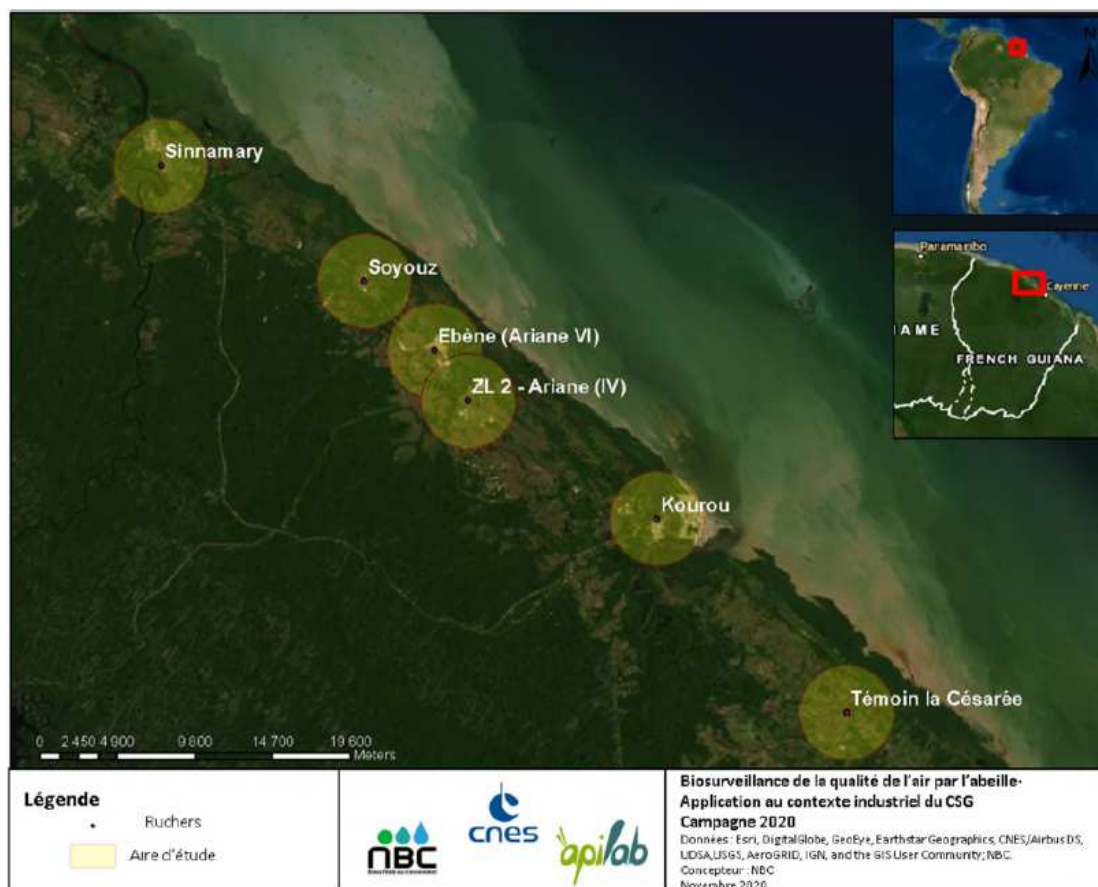 N
Sinnamary
Soyouz
Ebène (Ariane VI)
ZL 2 - Ariane (IV)
Kourou
Témoin la Césarée
Paramaribo
Cayenne
NAME
FRENCH GUIANA
0 2 450 4 900 9 800 14 700 19 600
Meters
Légende
Ruchers
Aire d'étude
nbc
cnes
apilab
Biosurveillance de la qualité de l'air par l'abeille-
Application au contexte industriel du CSG
Campagne 2020
Données : Esri, DigitalGlobe, GeoEye, Earthstar Geographics, CNES/Airbus DS,
UDSA,USGS, AeroGRID, IGN, and the GIS User Community; NBC.
Concepteur : NBC
Novembre 2020